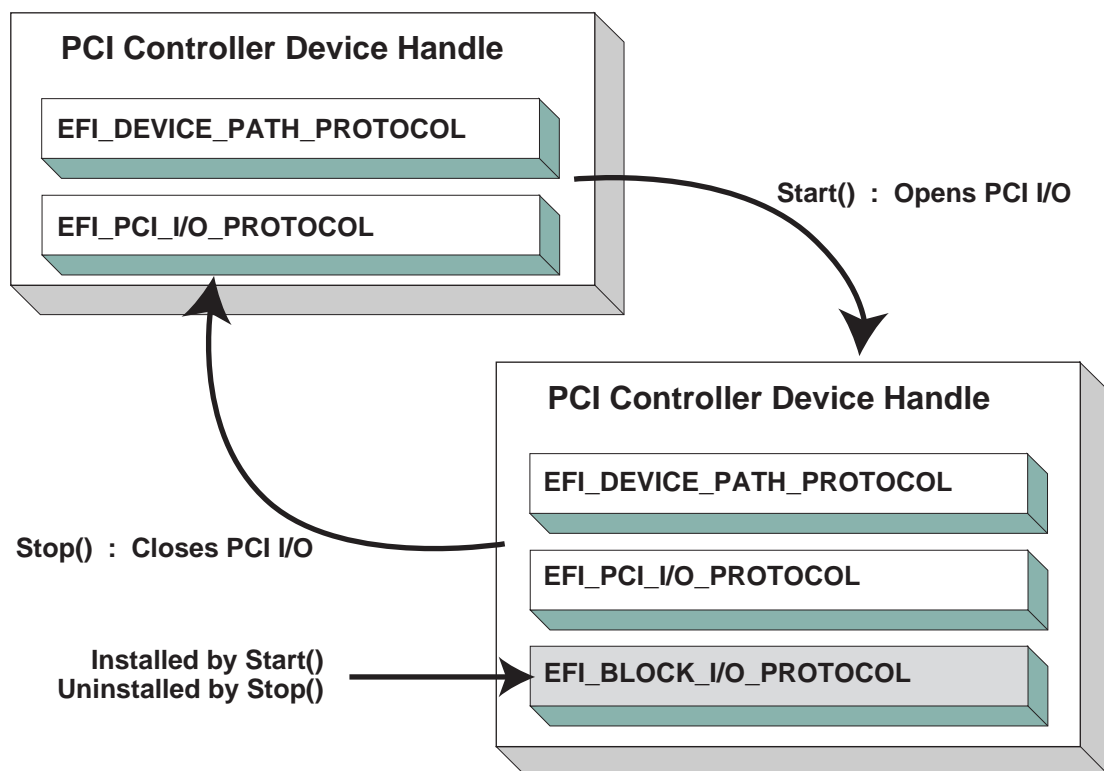 PCI Controller Device Handle
EFI_DEVICE_PATH_PROTOCOL
EFI_PCI_I/O_PROTOCOL
Start() : Opens PCI I/O
PCI Controller Device Handle
EFI_DEVICE_PATH_PROTOCOL
Stop() : Closes PCI I/O
EFI_PCI_I/O_PROTOCOL
Installed by Start()
Uninstalled by Stop()
EFI_BLOCK_I/O_PROTOCOL